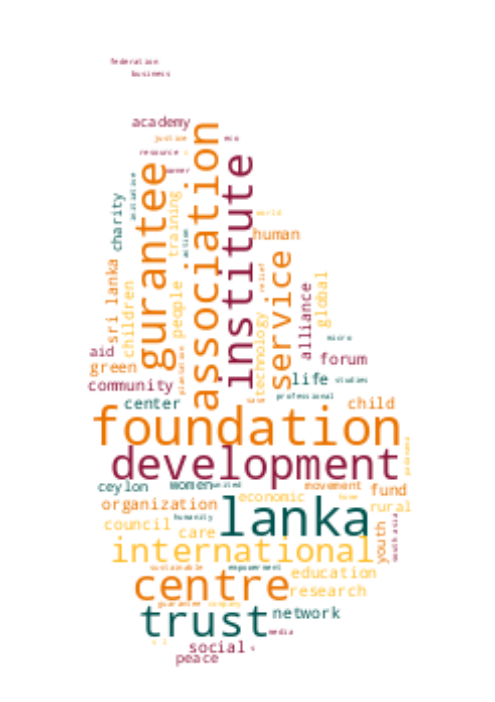 federation
business
academy
justice
eco
resource
owner
association
institute
gurantee
initiative
charity
training
action
world
human
people
service
sri lanka
children
relief
global
alliance
technology
micro
aid
plantation
forum
green
life
studies
community
professional
center
child
foundation
development
ceylon
women
united
movement
fund
economic
home
organization
rural
lanka
humanity
council
care
youth
south asia
international
sustainable
empowerment
education
centre
research
guarantee
company
trust
network
media
social
peace